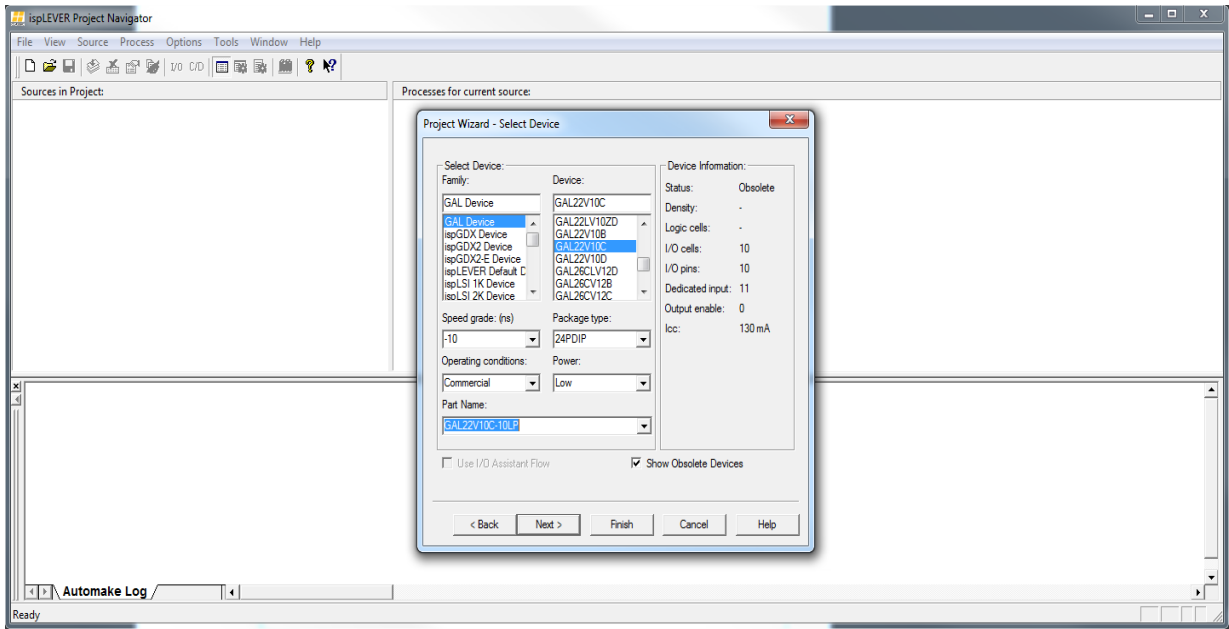 ispLEVER Project Navigator
File View Source Process Options Tools Window Help
I/O C/D
Sources in Project:
Processes for current source:
Project Wizard - Select Device
Select Device:
Family:
Device:
GAL Device
GAL22V10C
GAL Device
ispGDX Device
ispGDX2 Device
ispGDX2-E Device
ispLEVER Default D
ispLSI 1K Device
ispLSI 2K Device
GAL22LV10ZD
GAL22V10B
GAL22V10C
GAL22V10D
GAL26CLV12D
GAL26CV12B
GAL26CV12C
Speed grade: (ns)
Package type:
-10
24PDIP
Operating conditions:
Power:
Commercial
Low
Part Name:
GAL22V10C-10LP
Device Information:
Status: Obsolete
Density: -
Logic cells: -
I/O cells: 10
I/O pins: 10
Dedicated input: 11
Output enable: 0
Icc: 130 mA
Use I/O Assistant Flow
Show Obsolete Devices
< Back
Next >
Finish
Cancel
Help
Automake Log
Ready